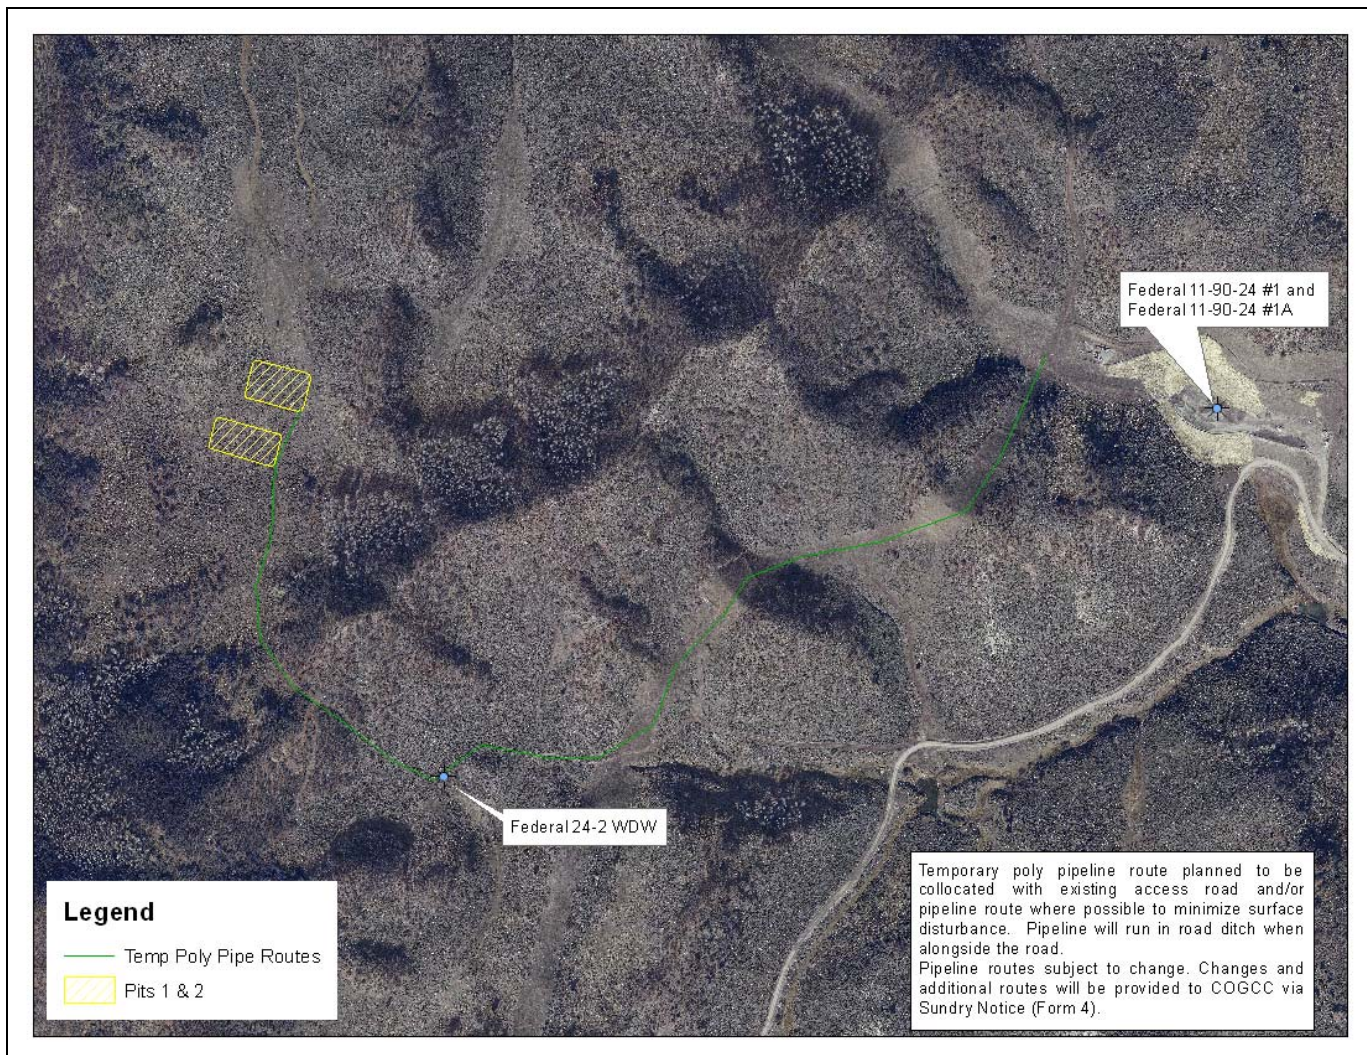 Federal 11-90-24 #1 and
Federal 11-90-24 #1A
Federal 24-2 WDW
Legend
Temp Poly Pipe Routes
Pits 1 & 2
Temporary poly pipeline route planned to be
collocated with existing access road and/or
pipeline route where possible to minimize surface
disturbance. Pipeline will run in road ditch when
alongside the road.
Pipeline routes subject to change. Changes and
additional routes will be provided to COGCC via
Sundry Notice (Form 4).